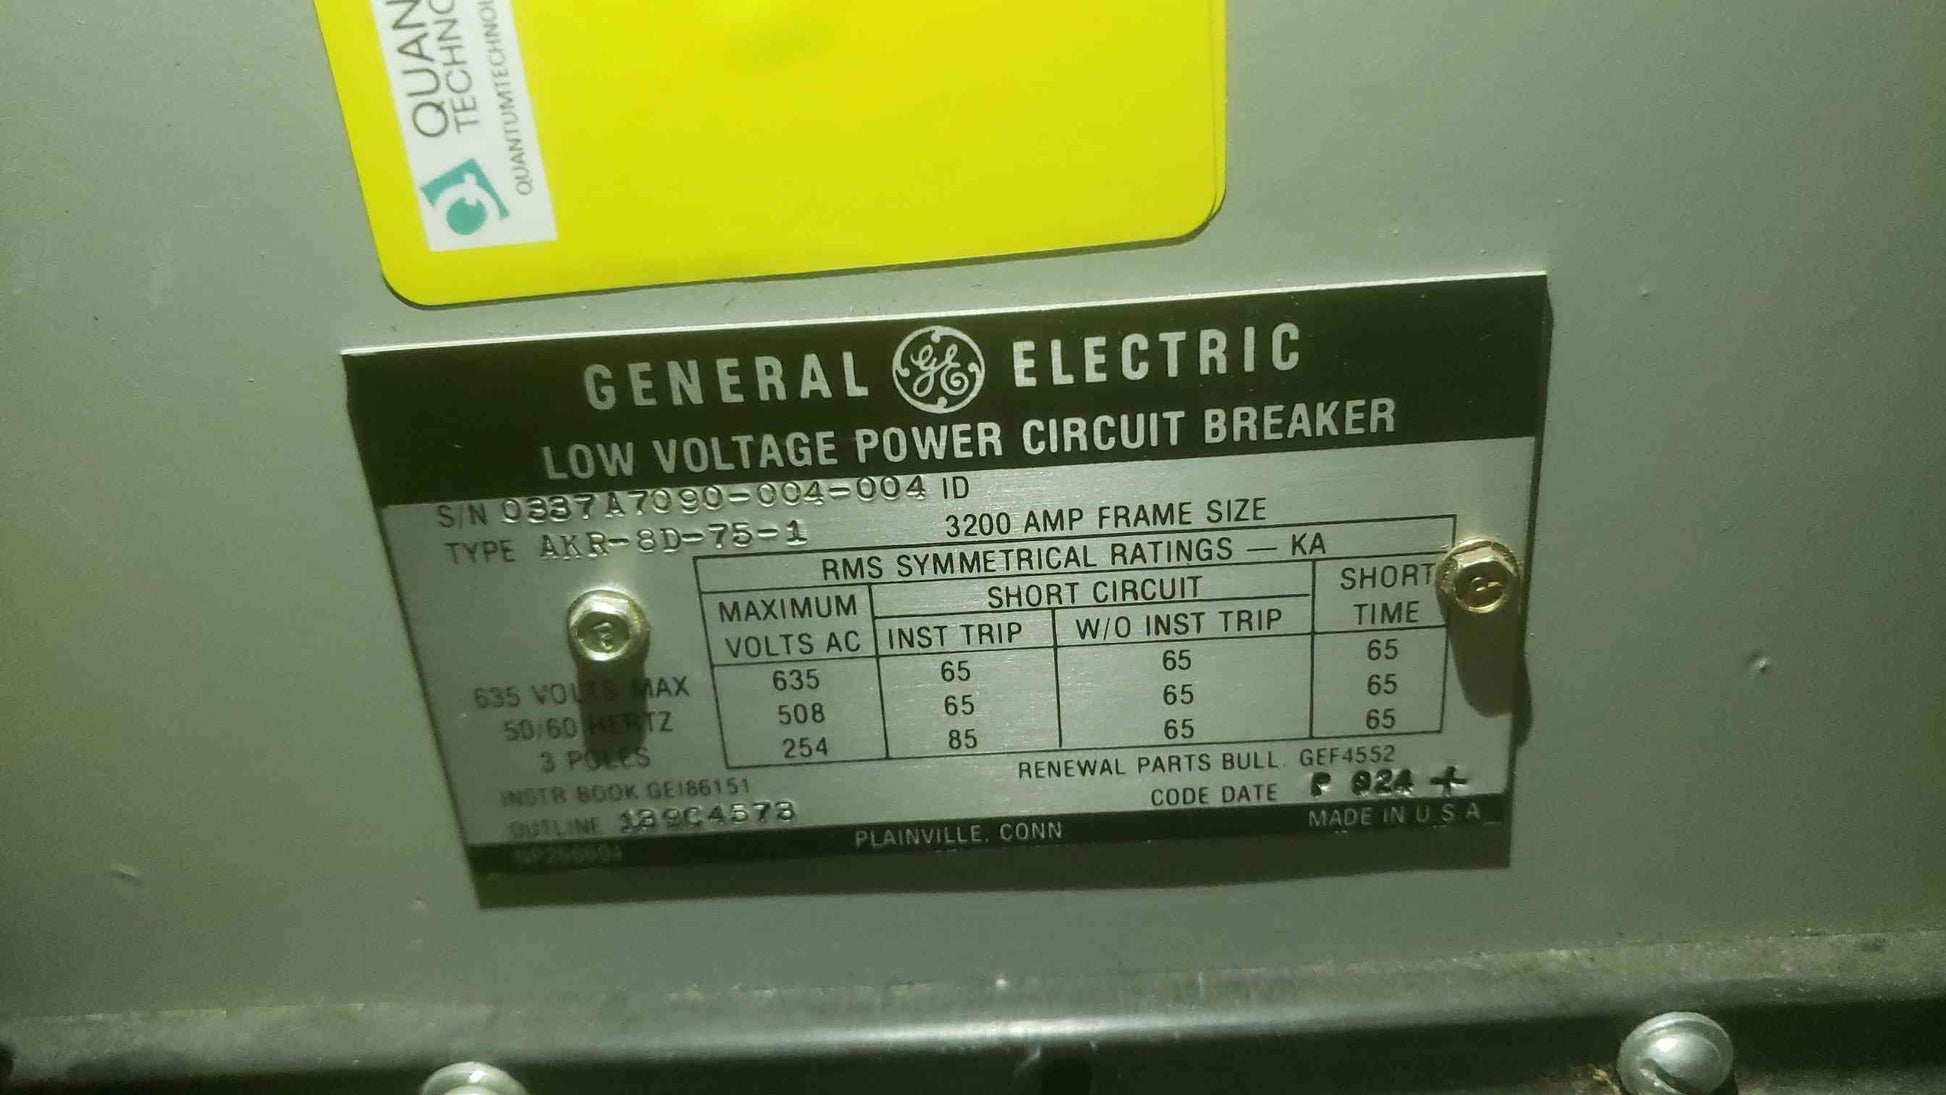 QUAN
TECHNO
QUANTUMTECHNOL
GENERAL GE ELECTRIC
LOW VOLTAGE POWER CIRCUIT BREAKER
S/N 0337A7090-004-004 ID
TYPE AKR-8D-75-1
3200 AMP FRAME SIZE
RMS SYMMETRICAL RATINGS — KA
MAXIMUM VOLTS AC
SHORT CIRCUIT
SHORT TIME
INST TRIP W/O INST TRIP
635 65 65 65
508 65 65 65
254 85 65 65
635 VOLTS MAX
50/60 HERTZ
3 POLES
INSTR BOOK GEI86151
OUTLINE 139C4573
RENEWAL PARTS BULL. GEF4552
CODE DATE P 824 +
PLAINVILLE, CONN
MADE IN U S A